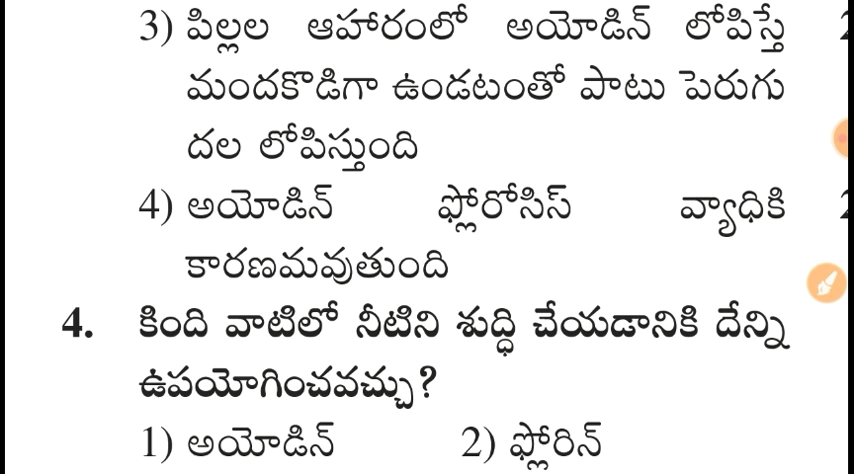 3) పిల్లల ఆహారంలో అయోడిన్ లోపిస్తే
మందకొడిగా ఉండటంతో పాటు పెరుగు
దల లోపిస్తుంది
4) అయోడిన్ ఫ్లోరోసిస్ వ్యాధికి
కారణమవుతుంది
4. కింది వాటిలో నీటిని శుద్ధి చేయడానికి దేన్ని
ఉపయోగించవచ్చు?
1) అయోడిన్ 2) ఫ్లోరిన్